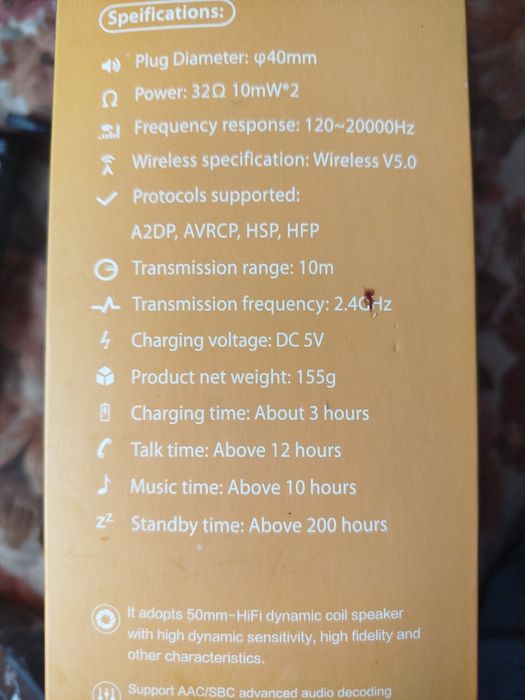 Speifications:
Plug Diameter: φ40mm
Power: 32Ω 10mW*2
Frequency response: 120~20000Hz
Wireless specification: Wireless V5.0
Protocols supported:
A2DP, AVRCP, HSP, HFP
Transmission range: 10m
Transmission frequency: 2.4GHz
Charging voltage: DC 5V
Product net weight: 155g
Charging time: About 3 hours
Talk time: Above 12 hours
Music time: Above 10 hours
Standby time: Above 200 hours
It adopts 50mm-HiFi dynamic coil speaker
with high dynamic sensitivity, high fidelity and
other characteristics.
Support AAC/SBC advanced audio decoding